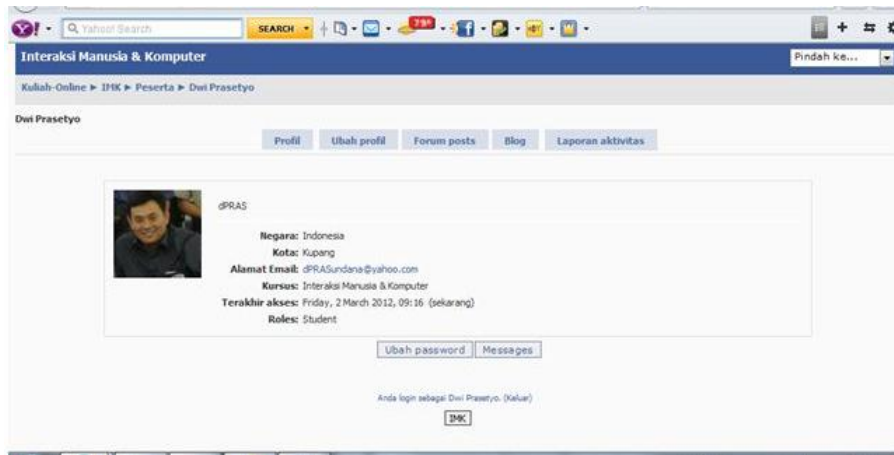 Yahoo! Search
SEARCH
796
Interaksi Manusia & Komputer
Pindah ke...
Kuliah-Online ► IMK ► Peserta ► Dwi Prasetyo
Dwi Prasetyo
Profil Ubah profil Forum posts Blog Laporan aktivitas
dPRAS
Negara: Indonesia
Kota: Kupang
Alamat Email: dPRASundana@yahoo.com
Kursus: Interaksi Manusia & Komputer
Terakhir akses: Friday, 2 March 2012, 09:16 (sekarang)
Roles: Student
Ubah password Messages
Anda login sebagai Dwi Prasetyo. (Keluar)
IMK